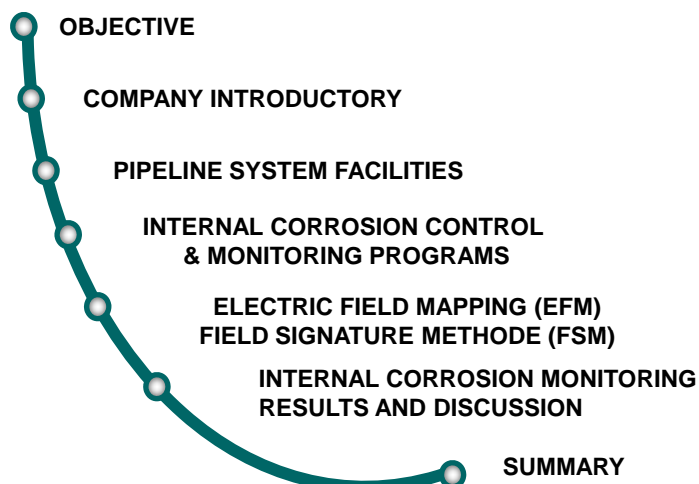 OBJECTIVE
COMPANY INTRODUCTORY
PIPELINE SYSTEM FACILITIES
INTERNAL CORROSION CONTROL
& MONITORING PROGRAMS
ELECTRIC FIELD MAPPING (EFM)
FIELD SIGNATURE METHODE (FSM)
INTERNAL CORROSION MONITORING
RESULTS AND DISCUSSION
SUMMARY